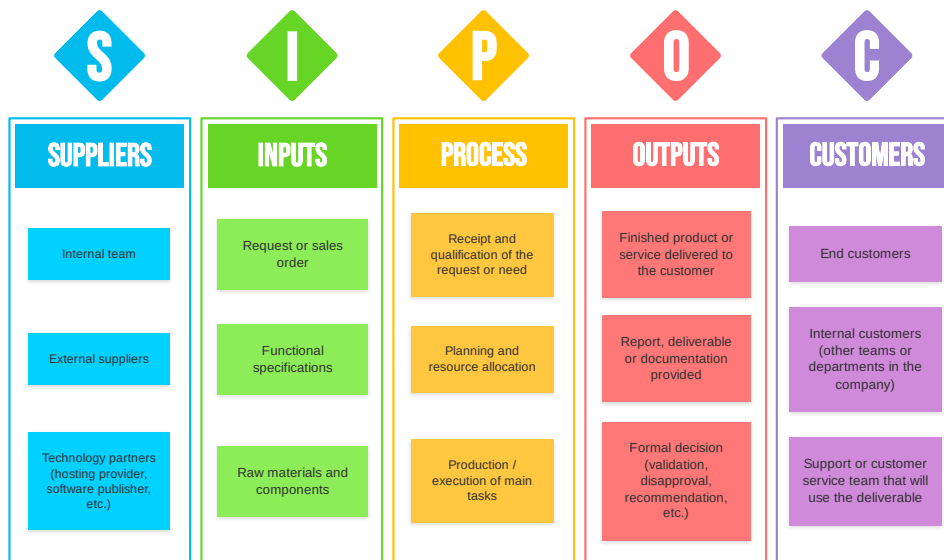 S
I
P
O
C
SUPPLIERS
INPUTS
PROCESS
OUTPUTS
CUSTOMERS
Internal team
External suppliers
Technology partners
(hosting provider,
software publisher,
etc.)
Request or sales
order
Functional
specifications
Raw materials and
components
Receipt and
qualification of the
request or need
Planning and
resource allocation
Production /
execution of main
tasks
Finished product or
service delivered to
the customer
Report, deliverable
or documentation
provided
Formal decision
(validation,
disapproval,
recommendation,
etc.)
End customers
Internal customers
(other teams or
departments in the
company)
Support or customer
service team that will
use the deliverable